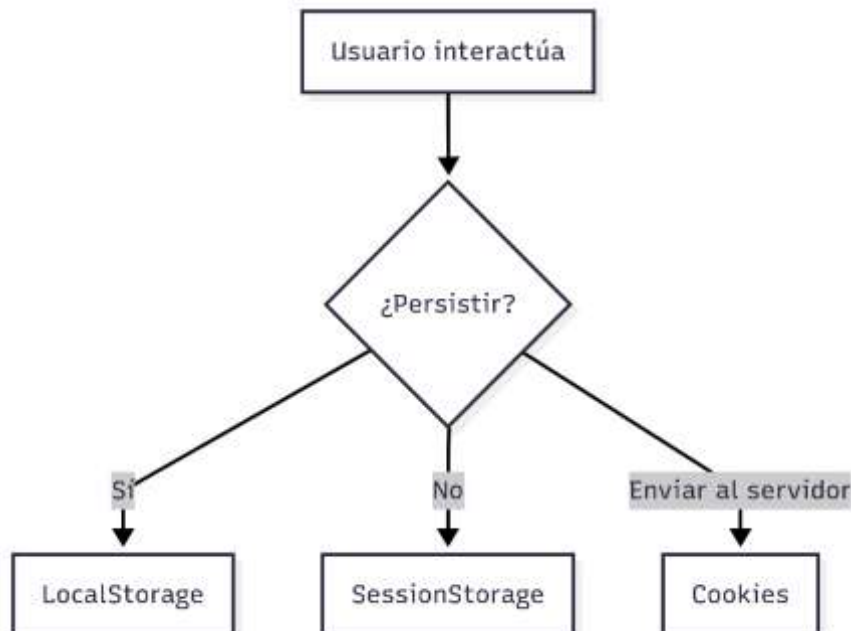 Usuario interactúa
¿Persistir?
Sí
No
Enviar al servidor
LocalStorage
SessionStorage
Cookies